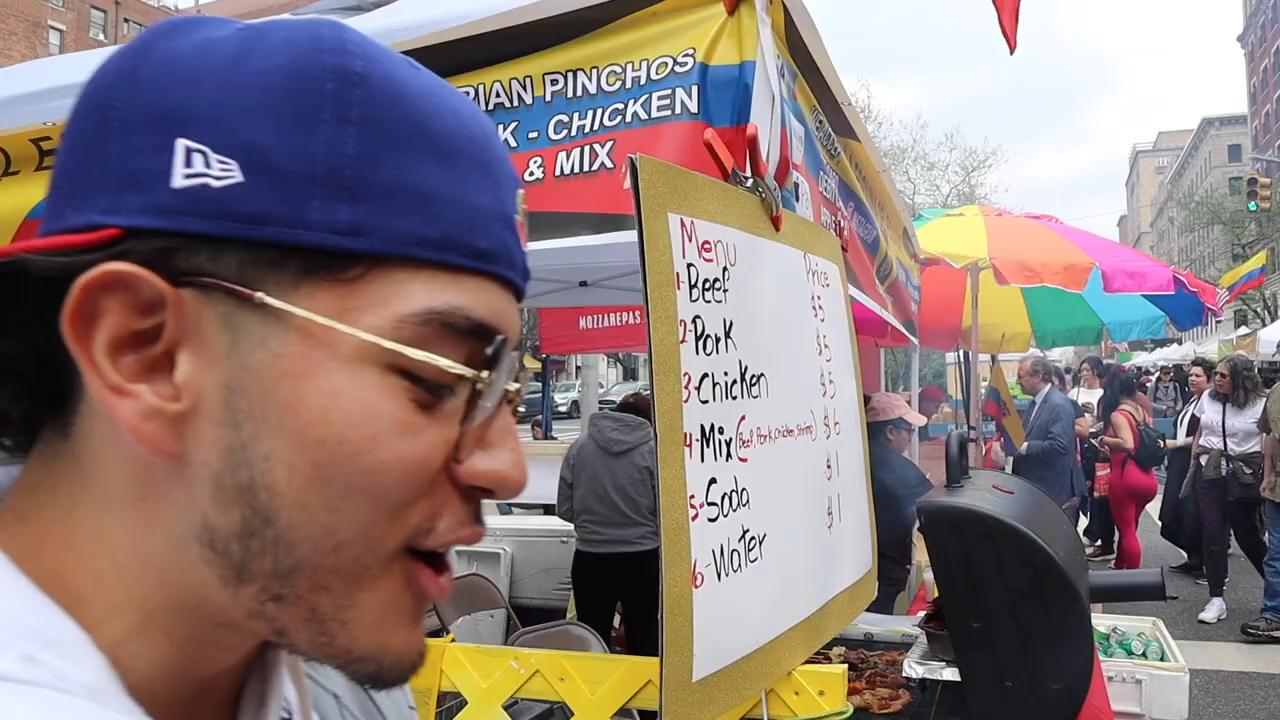 RIAN PINCHOS
K - CHICKEN
& MIX
MOZZAREPAS.
Menu Price
1-Beef $5
2-Pork $5
3-Chicken $5
4-Mix (Beef, Pork, chicken, shrimp) $6
5-Soda $1
6-Water $1